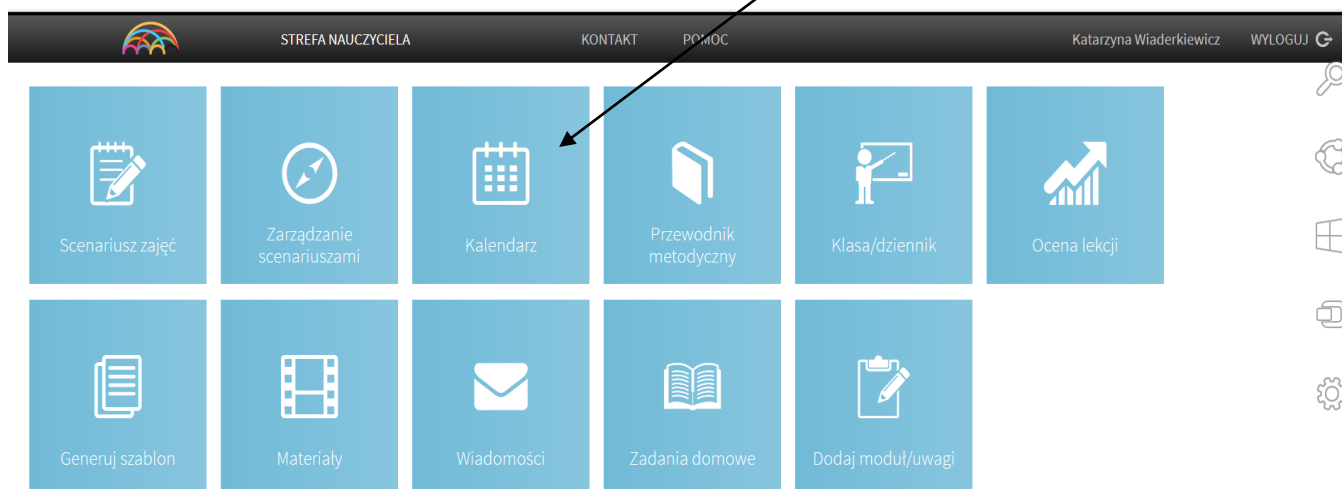 STREFA NAUCZYCIELA KONTAKT POMOC Katarzyna Wiaderkiewicz WYLOGUJ
Scenariusz zajęć
Zarządzanie
scenariuszami
Kalendarz
Przewodnik
metodyczny
Klasa/dziennik
Ocena lekcji
Generuj szablon
Materiały
Wiadomości
Zadania domowe
Dodaj moduł/uwagi